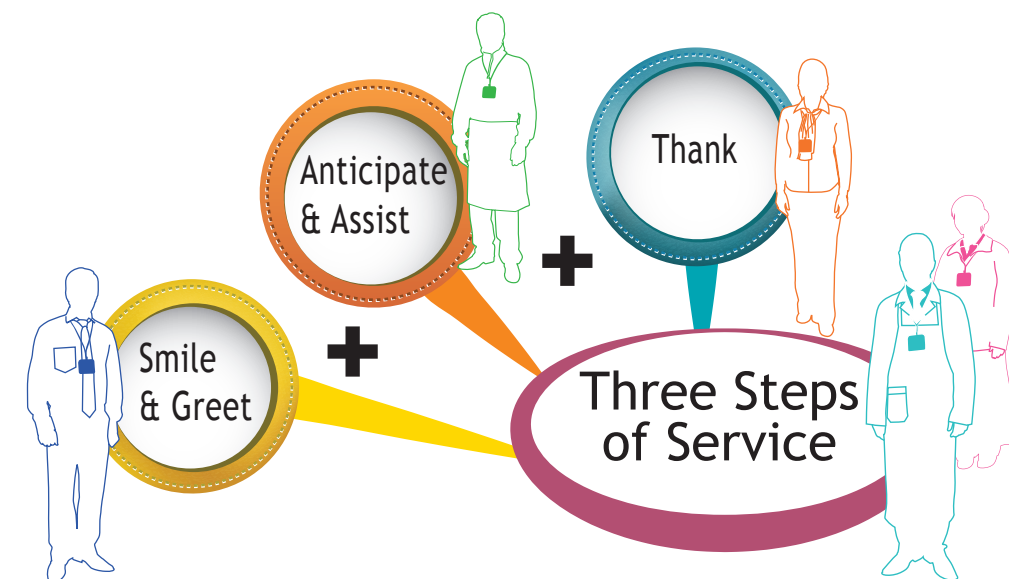 Smile
& Greet
Anticipate
& Assist
Thank
Three Steps
of Service